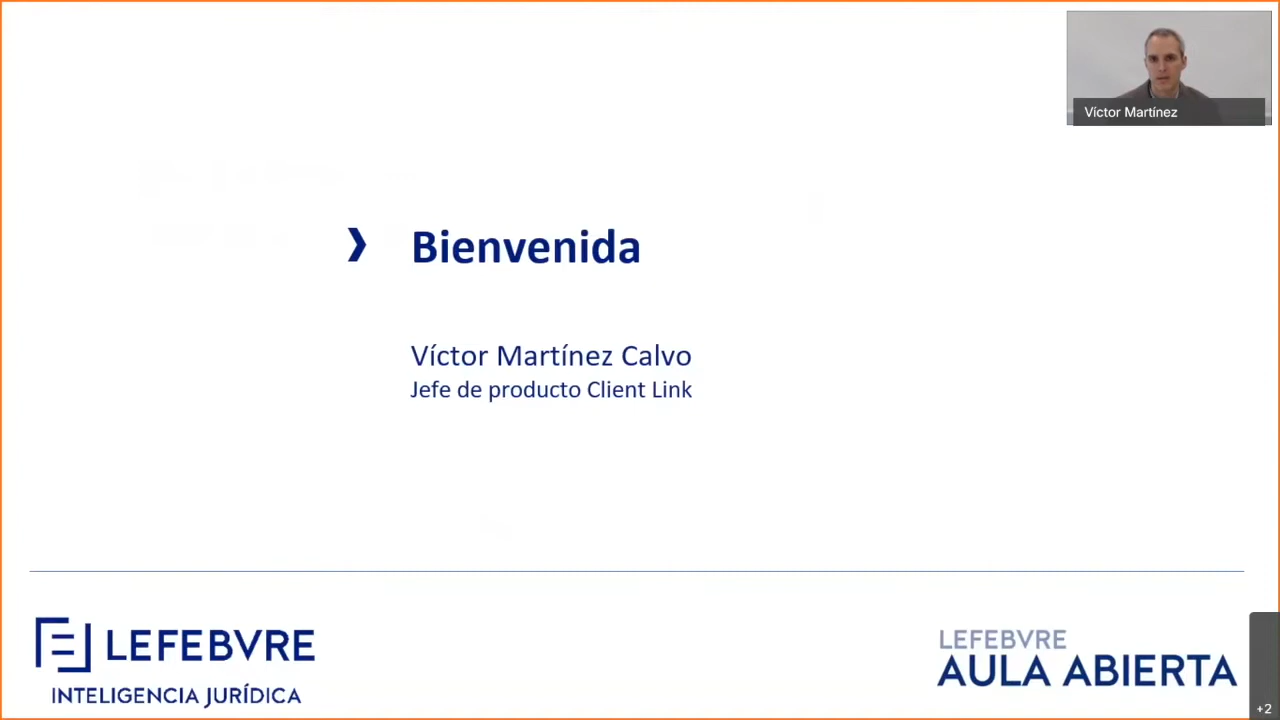 Víctor Martínez
Bienvenida
Víctor Martínez Calvo
Jefe de producto Client Link
LEFEBVRE
INTELIGENCIA JURÍDICA
LEFEBVRE
AULA ABIERTA
+2